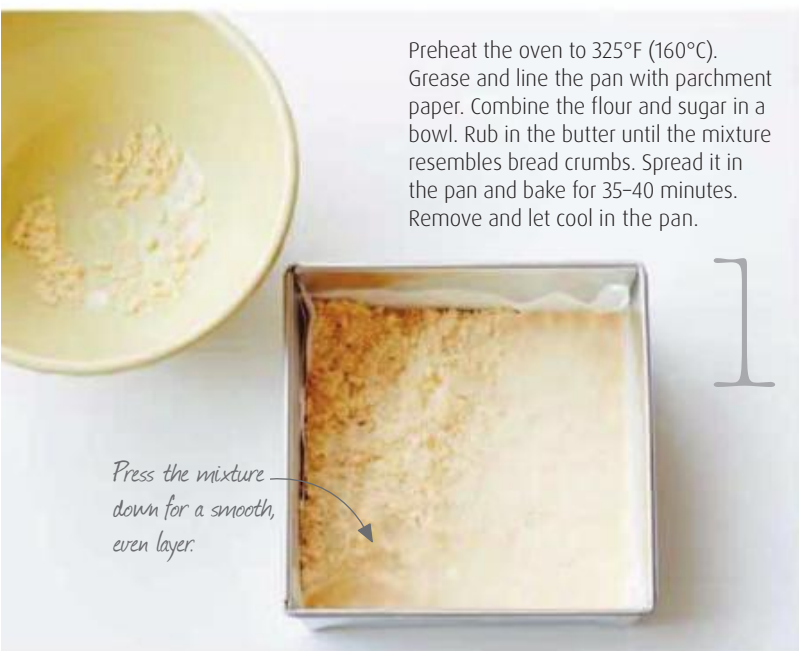 Preheat the oven to 325°F (160°C).
Grease and line the pan with parchment
paper. Combine the flour and sugar in a
bowl. Rub in the butter until the mixture
resembles bread crumbs. Spread it in
the pan and bake for 35–40 minutes.
Remove and let cool in the pan.
1
Press the mixture
down for a smooth,
even layer.